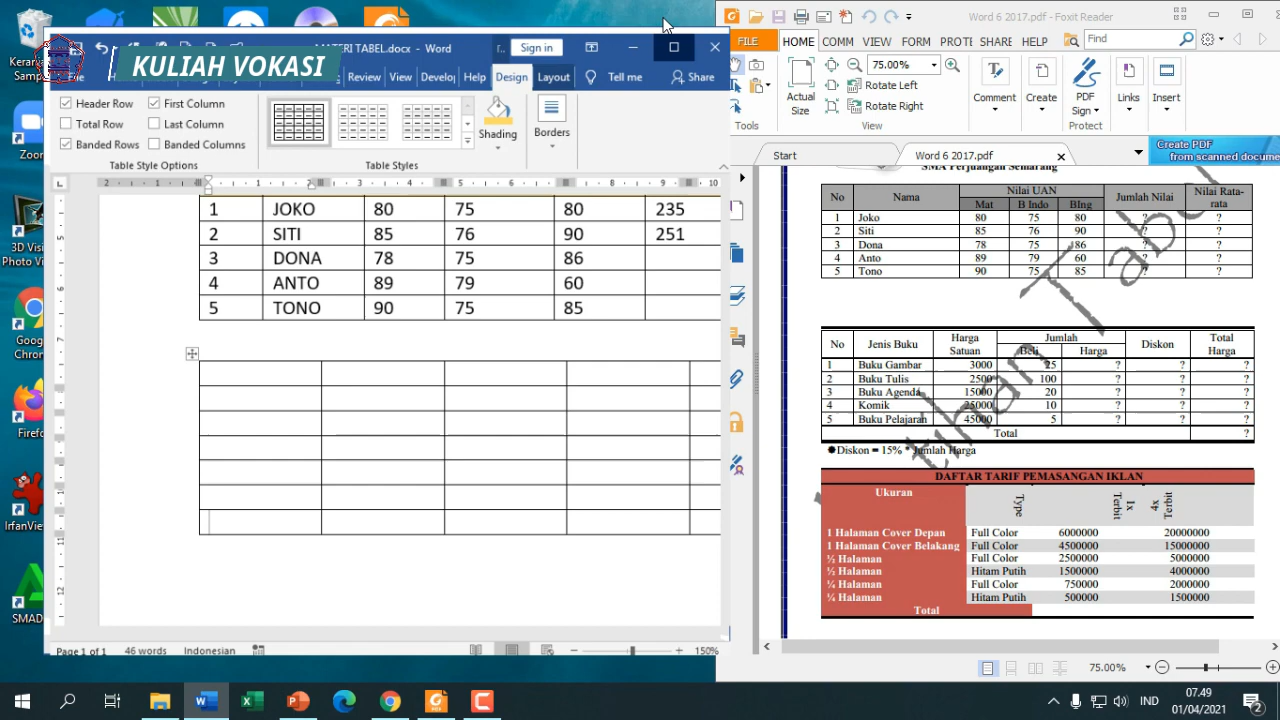 KULIAH VOKASI
MATERI TABEL.docx - Word
Sign in
Review View Develo Help Design Layout Tell me Share
Header Row First Column
Total Row Last Column
Banded Rows Banded Columns
Table Style Options
Table Styles
Shading
Borders
1 JOKO 80 75 80 235
2 SITI 85 76 90 251
3 DONA 78 75 86
4 ANTO 89 79 60
5 TONO 90 75 85
Page 1 of 1 46 words Indonesian 150%
Word 6 2017.pdf - Foxit Reader
FILE HOME COMM VIEW FORM PROTE SHARE HELP Find
Actual Size
75.00%
Rotate Left
Rotate Right
Tools
View
Comment
Create
PDF Sign
Protect
Links
Insert
Start
Word 6 2017.pdf
Create PDF
from scanned docume
SMA Perjuangan Semarang
No Nama Nilai UAN Jumlah Nilai Nilai Rata-rata
Mat B Indo BIng
1 Joko 80 75 80 ? ?
2 Siti 85 76 90 ? ?
3 Dona 78 75 86 ? ?
4 Anto 89 79 60 ? ?
5 Tono 90 75 85 ? ?
No Jenis Buku Harga Satuan Jumlah Diskon Total Harga
Beli Harga
1 Buku Gambar 3000 25 ? ? ?
2 Buku Tulis 2500 100 ? ? ?
3 Buku Agenda 15000 20 ? ? ?
4 Komik 25000 10 ? ? ?
5 Buku Pelajaran 45000 5 ? ? ?
Total ?
Diskon = 15% * Jumlah Harga
DAFTAR TARIF PEMASANGAN IKLAN
Ukuran Type 1x Terbit 4x Terbit
1 Halaman Cover Depan Full Color 6000000 20000000
1 Halaman Cover Belakang Full Color 4500000 15000000
½ Halaman Full Color 2500000 5000000
½ Halaman Hitam Putih 1500000 4000000
¼ Halaman Full Color 750000 2000000
¼ Halaman Hitam Putih 500000 1500000
Total
75.00%
Zoom
3D Vis
Photo V
Goog
Chron
Firefo
IrfanVie
SMAD
IND
07.49
01/04/2021
2